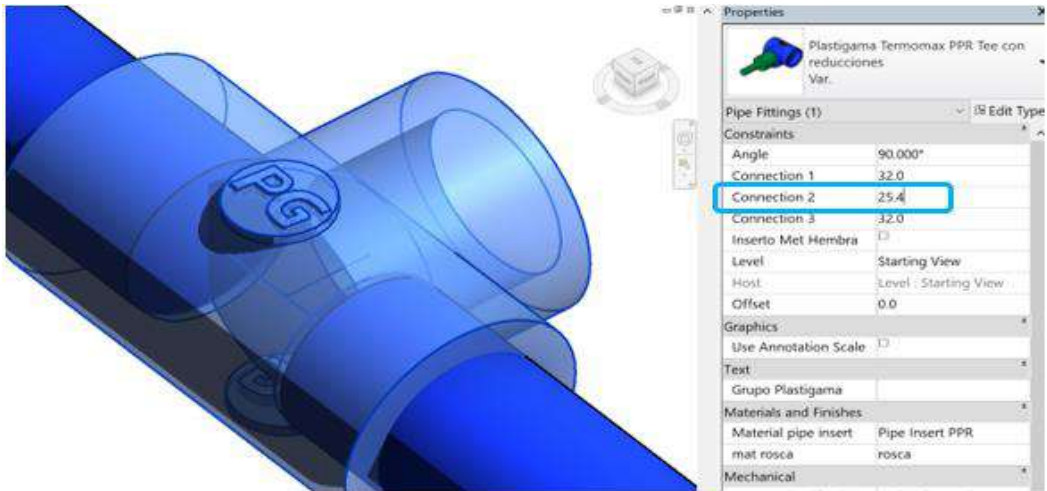 Properties
Plastigama Termomax PPR Tee con
reducciones
Var.
Pipe Fittings (1)
Edit Type
Constraints
Angle 90.000°
Connection 1 32.0
Connection 2 25.4
Connection 3 32.0
Inserto Met Hembra
Level Starting View
Host Level : Starting View
Offset 0.0
Graphics
Use Annotation Scale
Text
Grupo Plastigama
Materials and Finishes
Material pipe insert Pipe Insert PPR
mat rosca rosca
Mechanical
PG